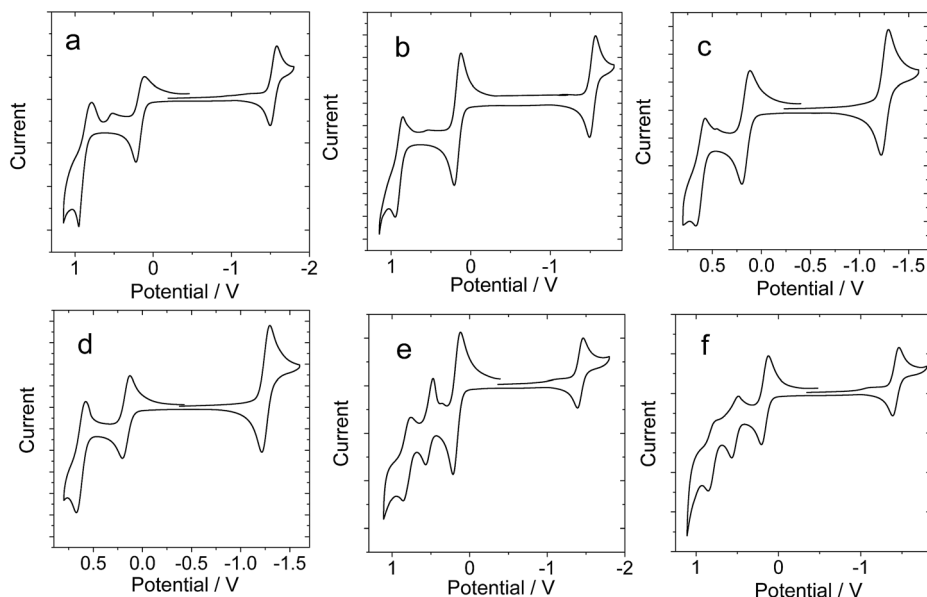 a
b
c
Current
Current
Current
1 0 -1 -2
1 0 -1
0.5 0.0 -0.5 -1.0 -1.5
Potential / V
Potential / V
Potential / V
d
e
f
Current
Current
Current
0.5 0.0 -0.5 -1.0 -1.5
1 0 -1 -2
1 0 -1
Potential / V
Potential / V
Potential / V